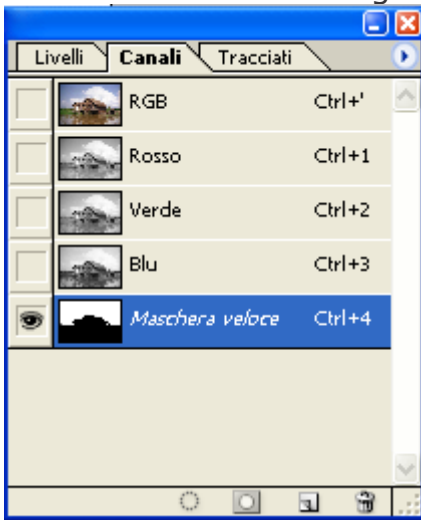 Livelli Canali Tracciati
RGB Ctrl+'
Rosso Ctrl+1
Verde Ctrl+2
Blu Ctrl+3
Maschera veloce Ctrl+4